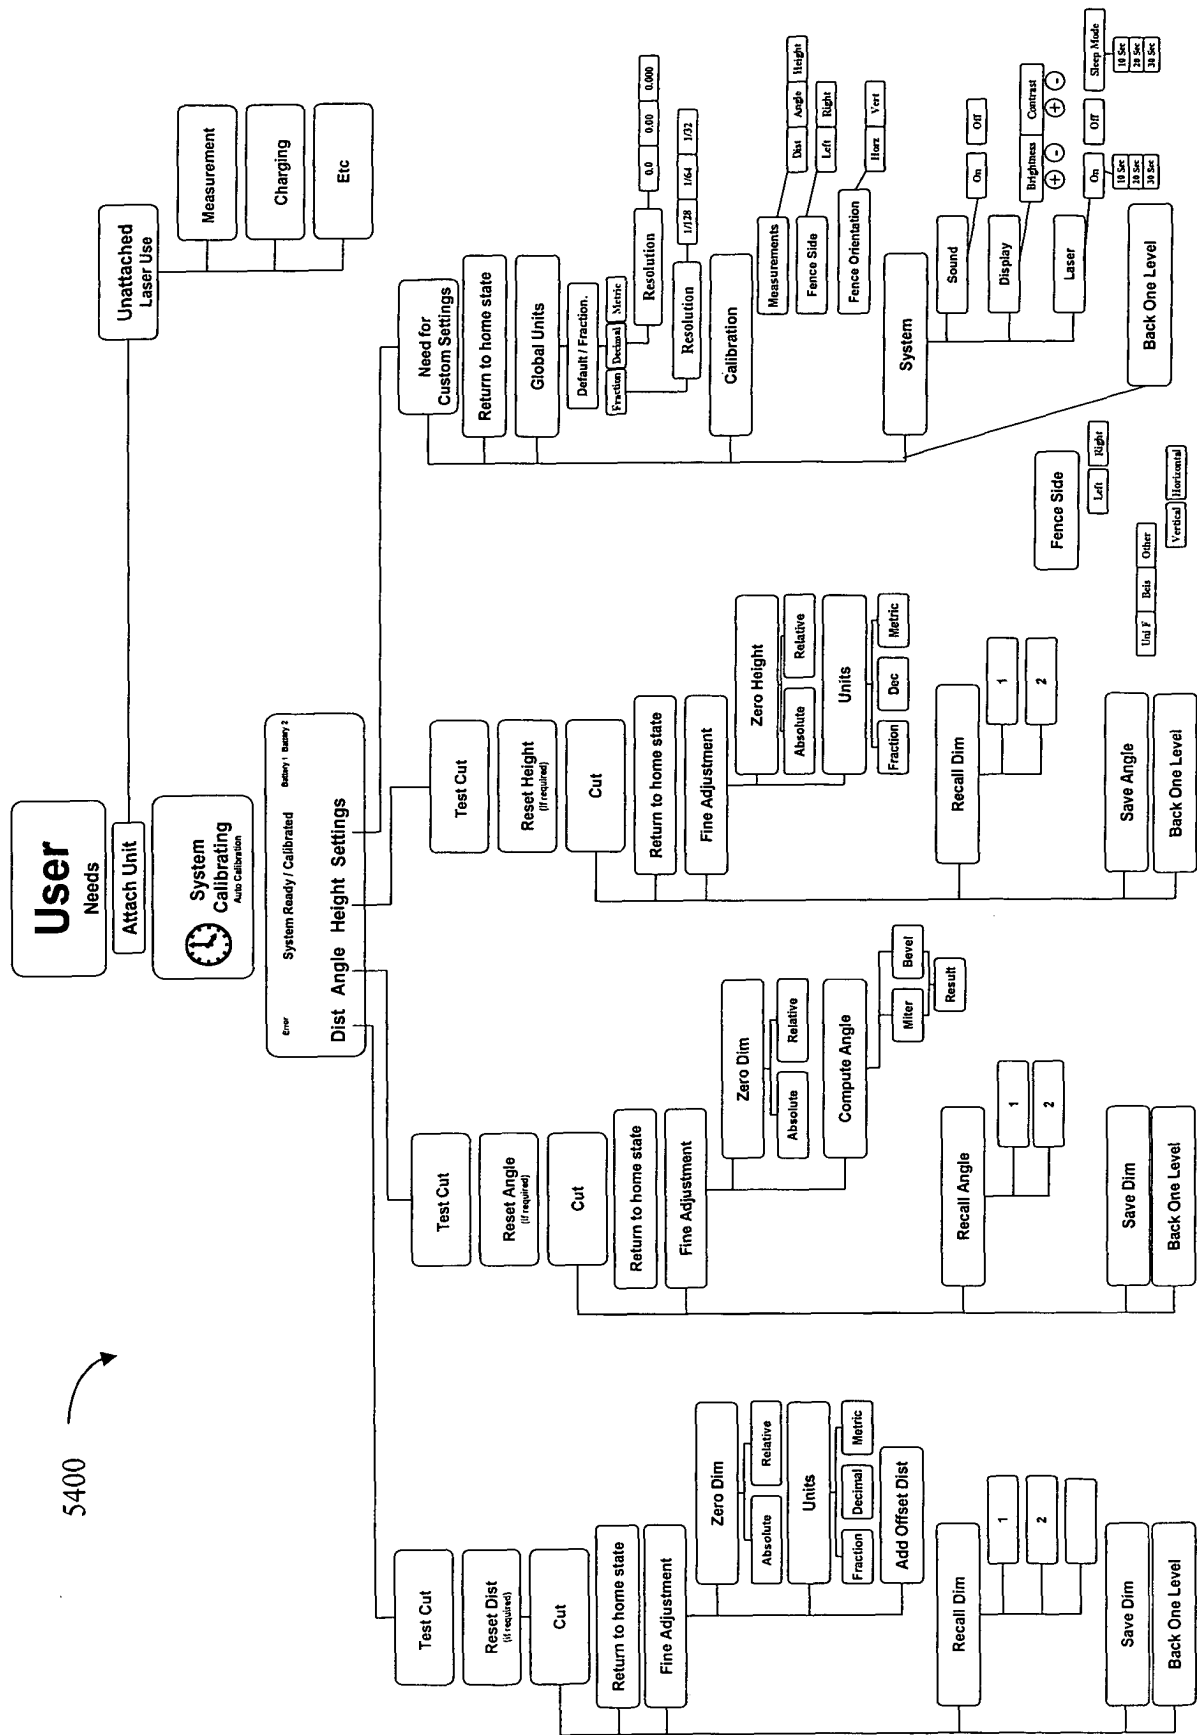 5400
User
Needs
Attach Unit
System
Calibrating
Auto Calibration
Error System Ready / Calibrated Battery 1 Battery 2
Dist Angle Height Settings
Unattached
Laser Use
Measurement
Charging
Etc
Test Cut
Reset Dist
(if required)
Cut
Return to home state
Fine Adjustment
Zero Dim
Absolute
Relative
Units
Fraction
Decimal
Metric
Add Offset Dist
Recall Dim
1
2
Save Dim
Back One Level
Test Cut
Reset Angle
(if required)
Cut
Return to home state
Fine Adjustment
Zero Dim
Absolute
Relative
Compute Angle
Miter
Bevel
Result
Recall Angle
1
2
Save Dim
Back One Level
Test Cut
Reset Height
(if required)
Cut
Return to home state
Fine Adjustment
Zero Height
Absolute
Relative
Units
Fraction
Dec
Metric
Recall Dim
1
2
Save Angle
Back One Level
Need for
Custom Settings
Return to home state
Global Units
Default / Fraction.
Fraction Decimal Metric
Resolution
0.0 0.00 0.000
Resolution
1/128 1/64 1/32
Calibration
Measurements
Dist Angle Height
Fence Side
Left Right
Fence Orientation
Horz Vert
System
Sound
On
Off
Display
Brightness Contrast
+ - + -
Laser
On
Off
Sleep Mode
10 Sec
20 Sec
30 Sec
10 Sec
20 Sec
30 Sec
Back One Level
Fence Side
Left
Right
Uni F Beis Other
Vertical Horizontal